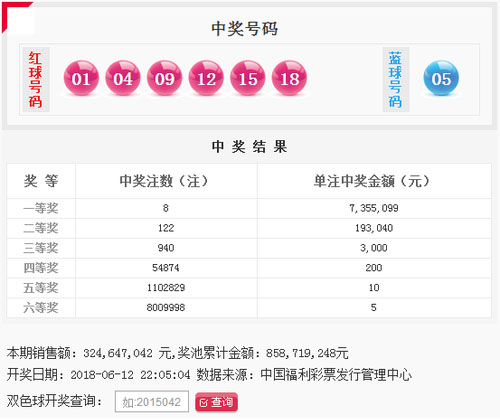 中奖号码
红球号码 01 04 09 12 15 18 蓝球号码 05
中 奖 结 果
奖 等 中奖注数（注） 单注中奖金额（元）
一等奖 8 7,355,099
二等奖 122 193,040
三等奖 940 3,000
四等奖 54874 200
五等奖 1102829 10
六等奖 8009998 5
本期销售额：324,647,042 元,奖池累计金额：858,719,248元
开奖日期：2018-06-12 22:05:04 数据来源：中国福利彩票发行管理中心
双色球开奖查询： 如:2015042 查询